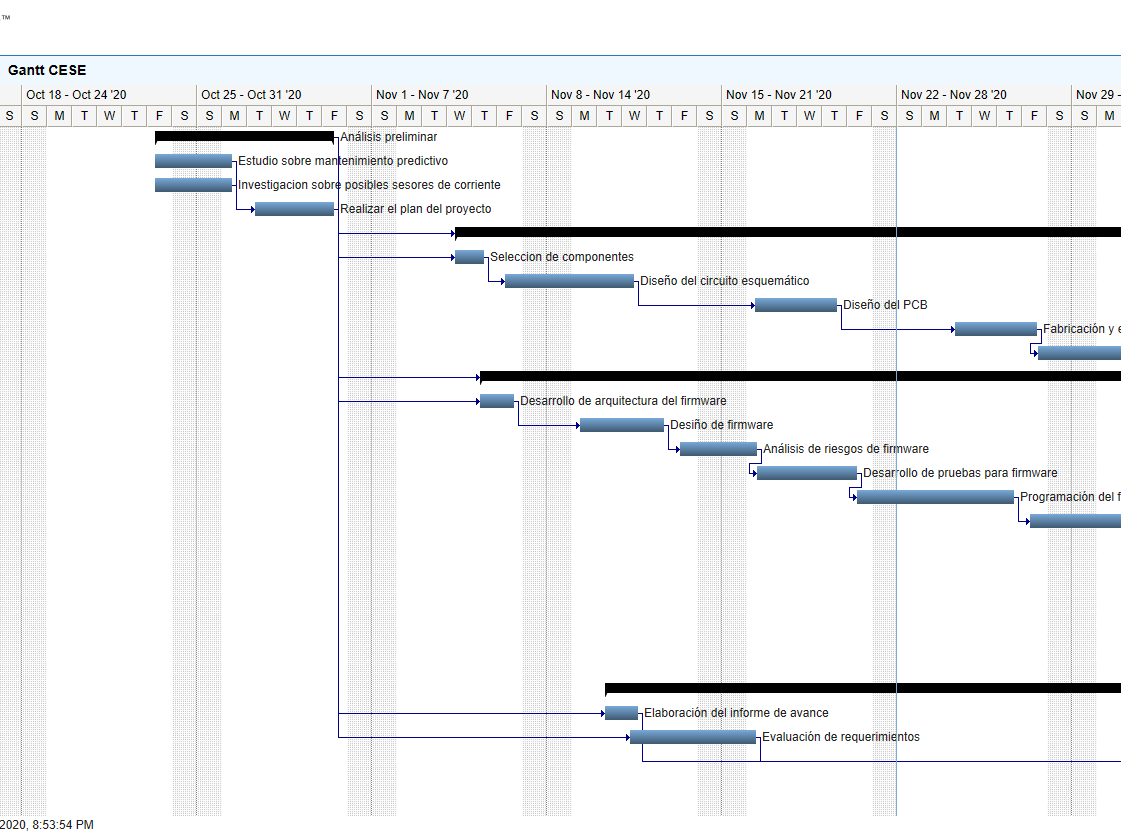 ™
Gantt CESE
Oct 18 - Oct 24 '20 Oct 25 - Oct 31 '20 Nov 1 - Nov 7 '20 Nov 8 - Nov 14 '20 Nov 15 - Nov 21 '20 Nov 22 - Nov 28 '20 Nov 29 -
S S M T W T F S S M T W T F S S M T W T F S S M T W T F S S M T W T F S S M T W T F S S M
Análisis preliminar
Estudio sobre mantenimiento predictivo
Investigacion sobre posibles sesores de corriente
Realizar el plan del proyecto
Seleccion de componentes
Diseño del circuito esquemático
Diseño del PCB
Fabricación y e
Desarrollo de arquitectura del firmware
Desiño de firmware
Análisis de riesgos de firmware
Desarrollo de pruebas para firmware
Programación del f
Elaboración del informe de avance
Evaluación de requerimientos
2020, 8:53:54 PM